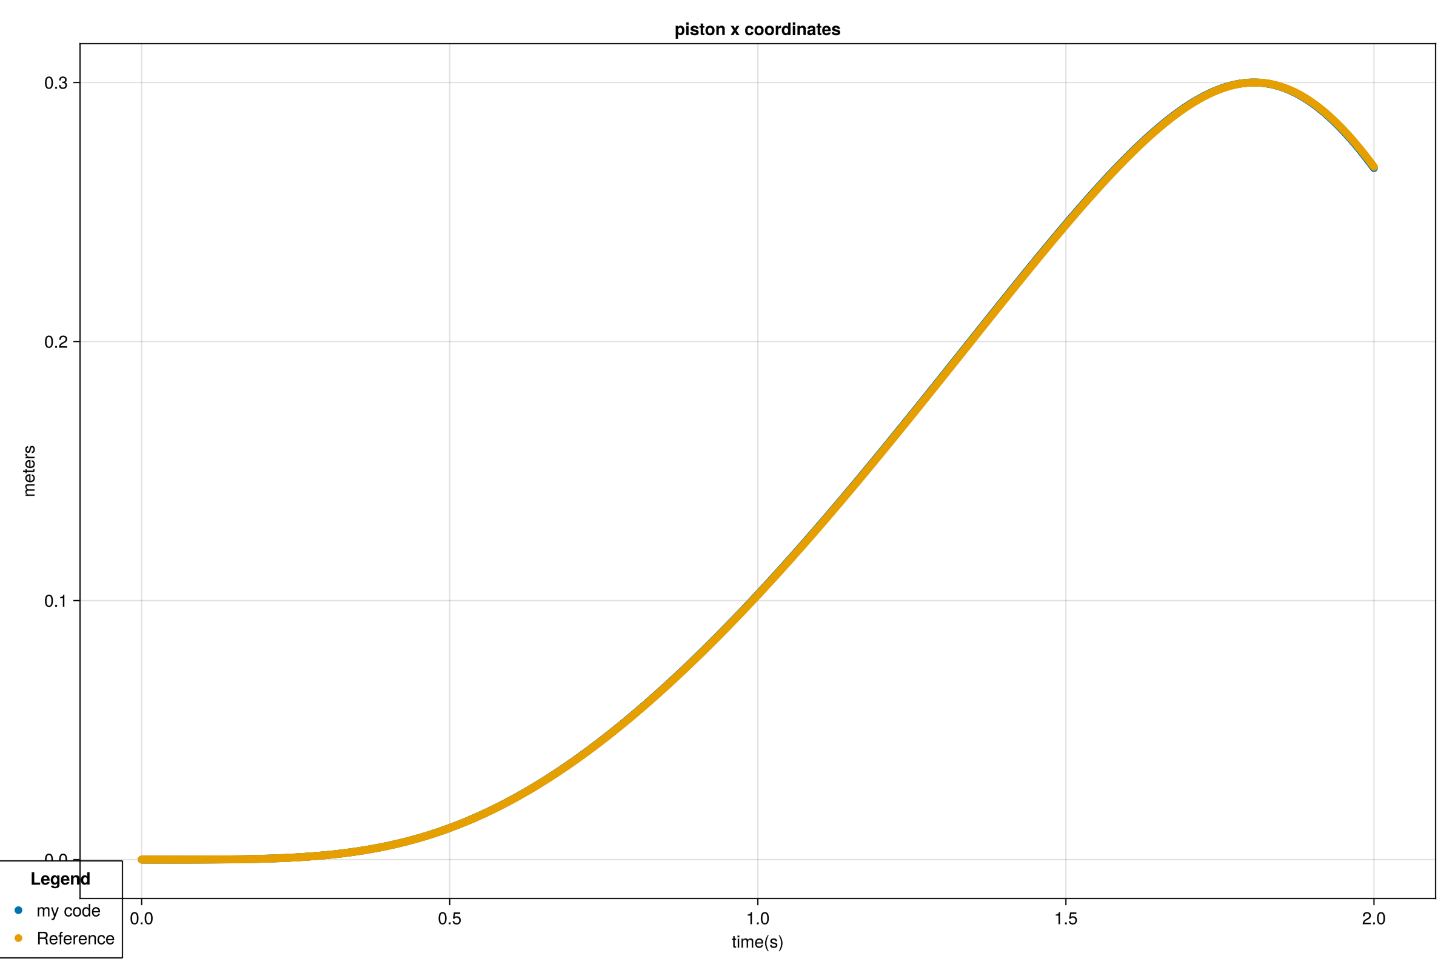 piston x coordinates
0.3
0.2
0.1
0.0
meters
Legend
my code
Reference
0.0 0.5 1.0 1.5 2.0
time(s)